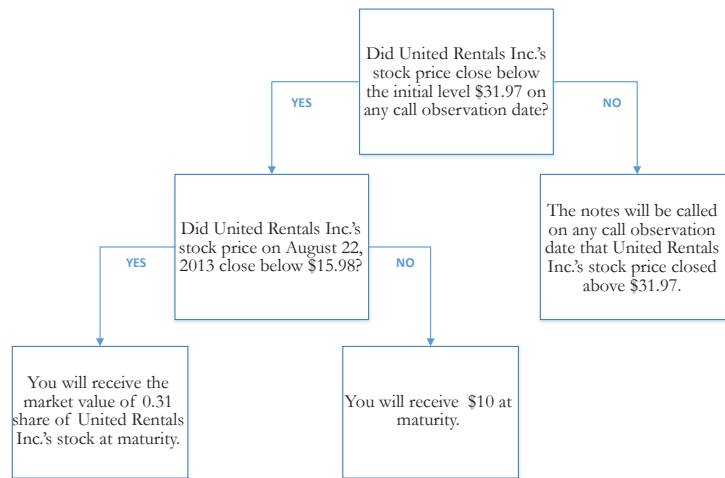 Did United Rentals Inc.'s
stock price close below
the initial level $31.97 on
any call observation date?
YES
NO
Did United Rentals Inc.'s
stock price on August 22,
2013 close below $15.98?
The notes will be called
on any call observation
date that United Rentals
Inc.'s stock price closed
above $31.97.
YES
NO
You will receive the
market value of 0.31
share of United Rentals
Inc.'s stock at maturity.
You will receive $10 at
maturity.